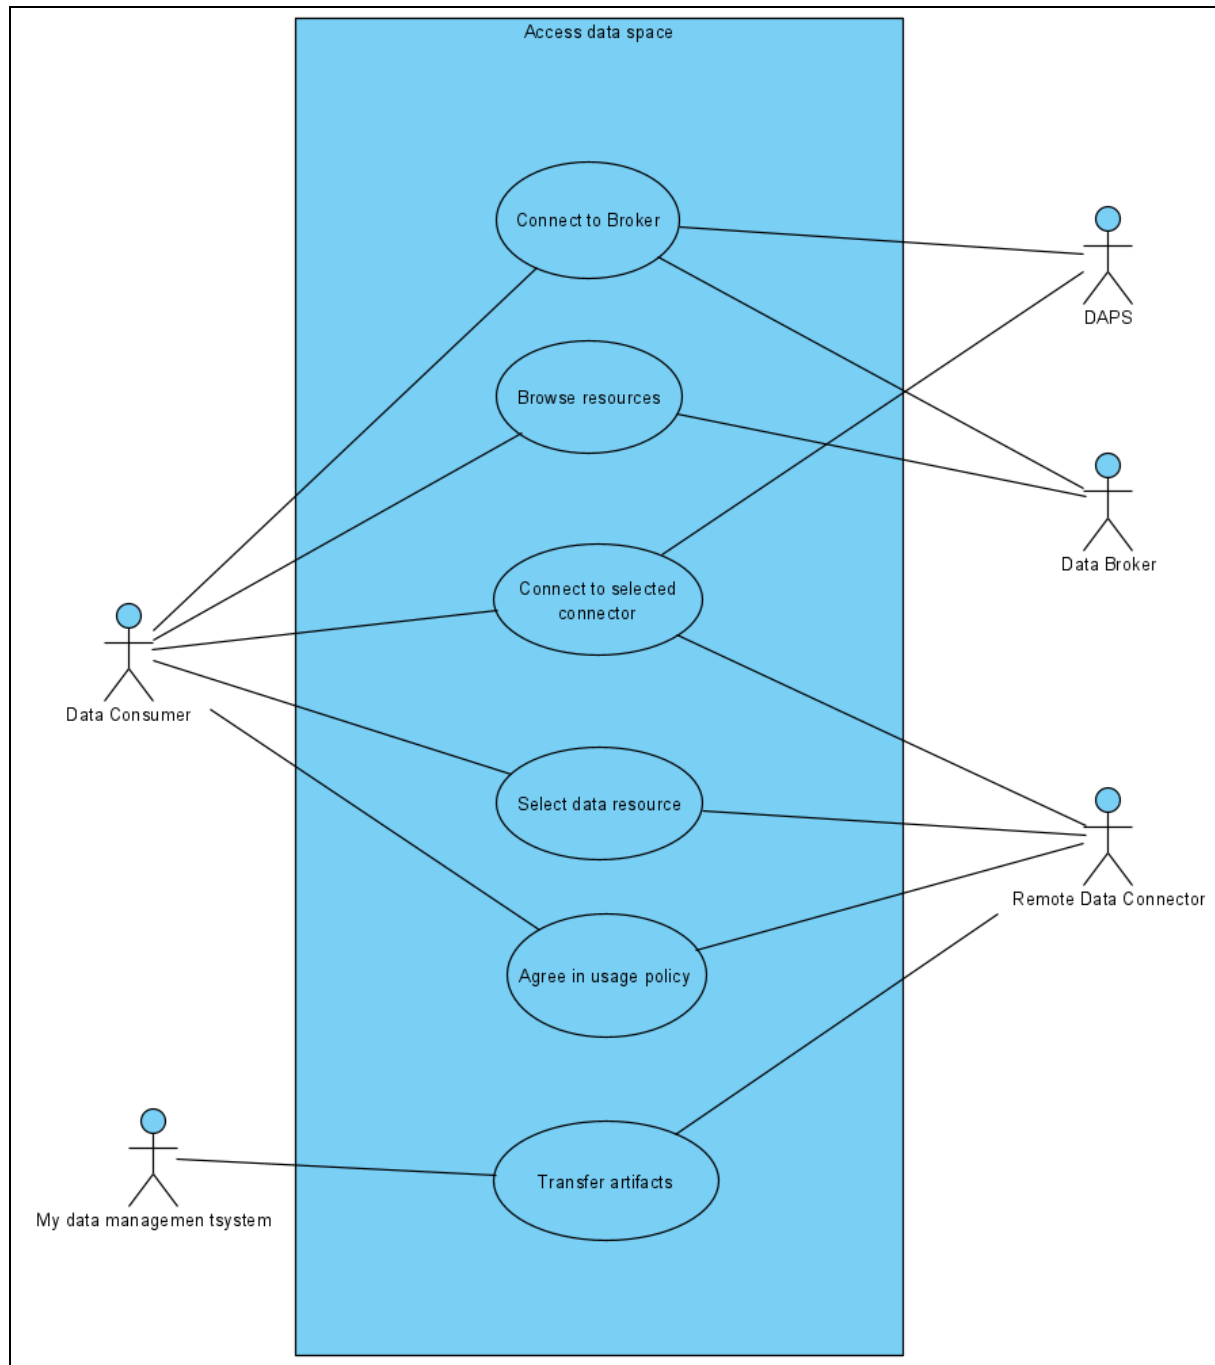 Access data space
Connect to Broker
DAPS
Browse resources
Data Broker
Connect to selected
connector
Data Consumer
Select data resource
Remote Data Connector
Agree in usage policy
Transfer artifacts
My data managemen tsystem